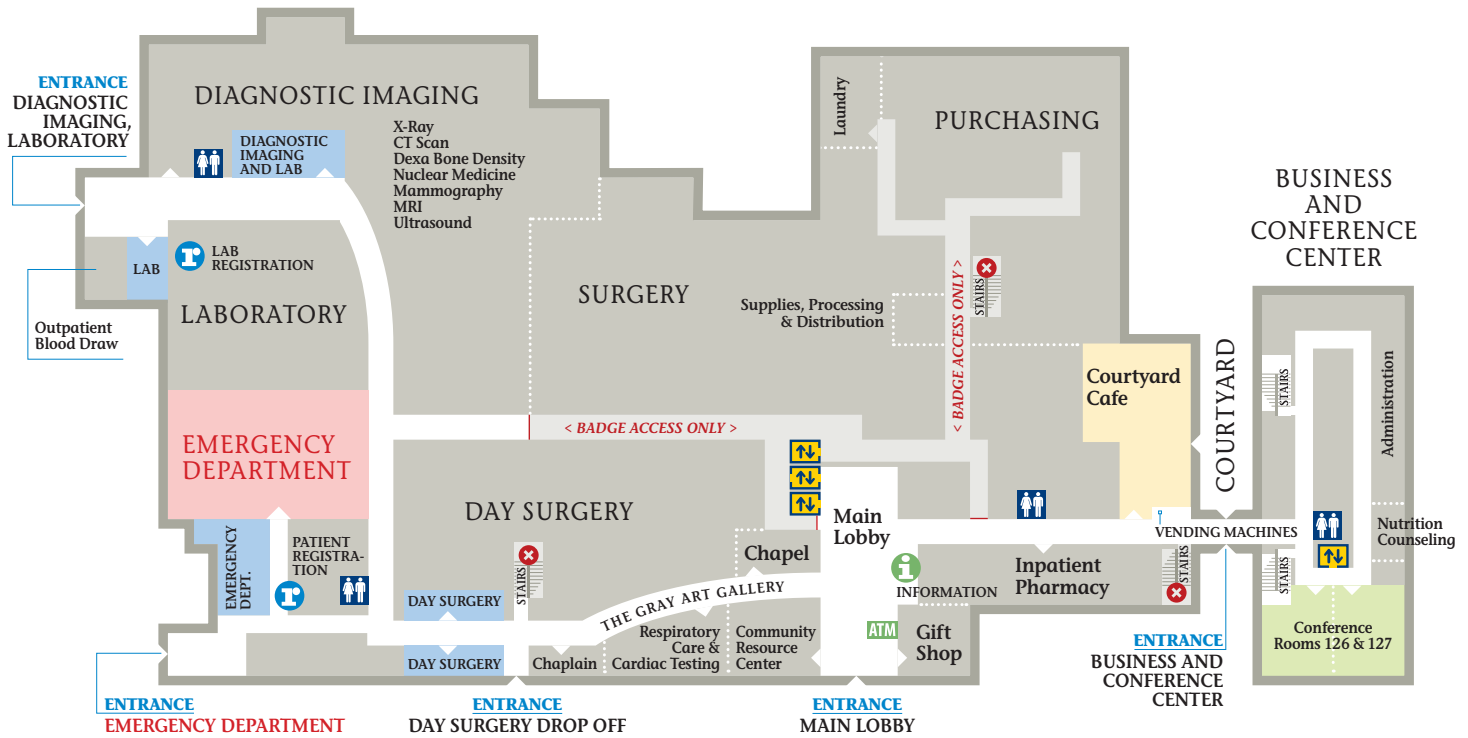 ENTRANCE
DIAGNOSTIC
IMAGING,
LABORATORY
DIAGNOSTIC IMAGING
DIAGNOSTIC
IMAGING
AND LAB
X-Ray
CT Scan
Dexa Bone Density
Nuclear Medicine
Mammography
MRI
Ultrasound
LAB
r
LAB
REGISTRATION
LABORATORY
Outpatient
Blood Draw
SURGERY
Laundry
PURCHASING
Supplies, Processing
& Distribution
STAIRS
< BADGE ACCESS ONLY >
< BADGE ACCESS ONLY >
Courtyard
Cafe
COURTYARD
BUSINESS
AND
CONFERENCE
CENTER
STAIRS
Administration
EMERGENCY
DEPARTMENT
DAY SURGERY
Main
Lobby
VENDING MACHINES
Nutrition
Counseling
EMERGENCY
DEPT.
PATIENT
REGISTRA-
TION
r
STAIRS
Chapel
i
INFORMATION
Inpatient
Pharmacy
STAIRS
STAIRS
DAY SURGERY
THE GRAY ART GALLERY
DAY SURGERY
Chaplain
Respiratory
Care &
Cardiac Testing
Community
Resource
Center
ATM
Gift
Shop
Conference
Rooms 126 & 127
ENTRANCE
BUSINESS AND
CONFERENCE
CENTER
ENTRANCE
EMERGENCY DEPARTMENT
ENTRANCE
DAY SURGERY DROP OFF
ENTRANCE
MAIN LOBBY